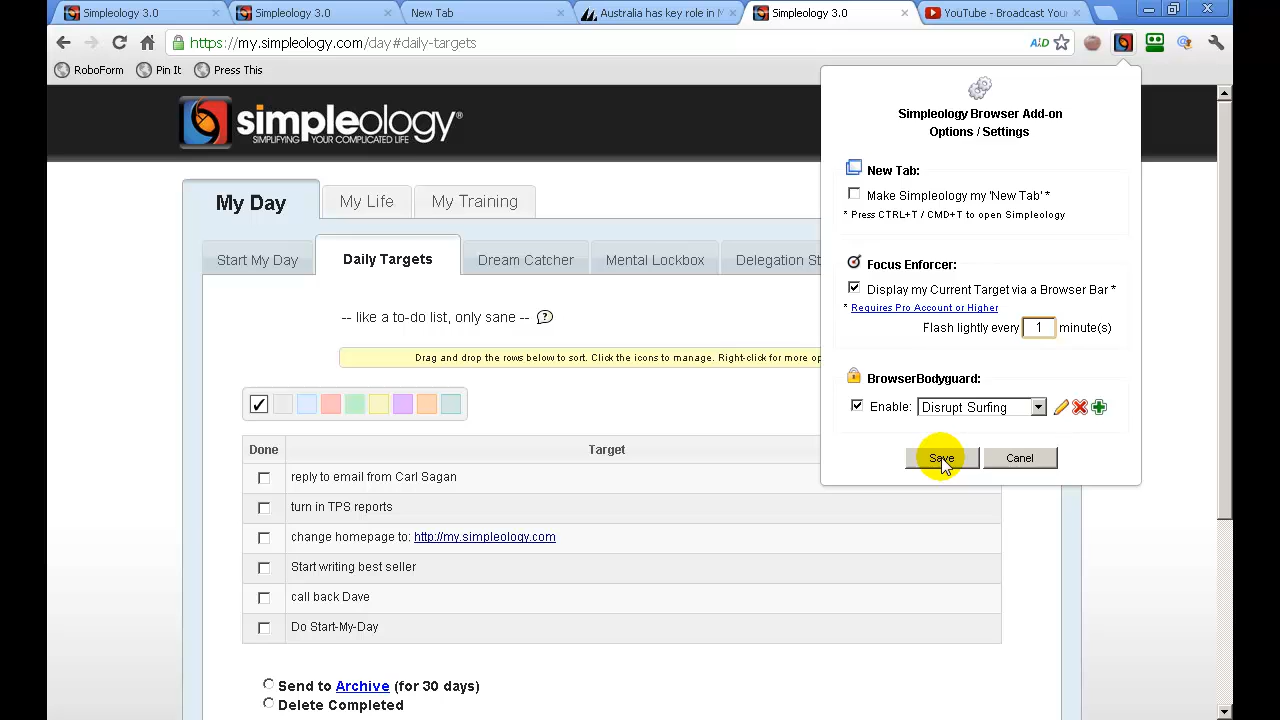 Simpleology 3.0
Simpleology 3.0
New Tab
Australia has key role in M
Simpleology 3.0
YouTube - Broadcast You
https://my.simpleology.com/day#daily-targets
RoboForm
Pin It
Press This
simpleology®
SIMPLIFYING YOUR COMPLICATED LIFE
My Day
My Life
My Training
Start My Day
Daily Targets
Dream Catcher
Mental Lockbox
Delegation St
-- like a to-do list, only sane --
Drag and drop the rows below to sort. Click the icons to manage. Right-click for more op
Done
Target
reply to email from Carl Sagan
turn in TPS reports
change homepage to: http://my.simpleology.com
Start writing best seller
call back Dave
Do Start-My-Day
Send to Archive (for 30 days)
Delete Completed
Simpleology Browser Add-on
Options / Settings
New Tab:
Make Simpleology my 'New Tab' *
* Press CTRL+T / CMD+T to open Simpleology
Focus Enforcer:
Display my Current Target via a Browser Bar *
* Requires Pro Account or Higher
Flash lightly every 1 minute(s)
BrowserBodyguard:
Enable: Disrupt Surfing
Save
Canel